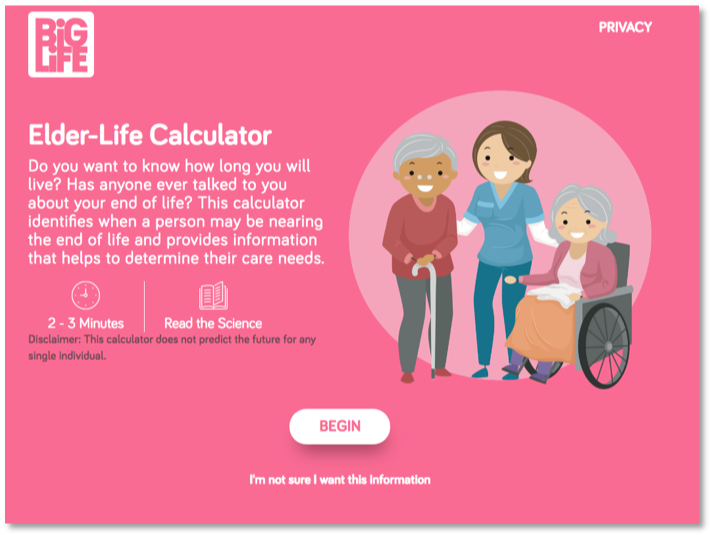 BiG
LiFE
PRIVACY
Elder-Life Calculator
Do you want to know how long you will
live? Has anyone ever talked to you
about your end of life? This calculator
identifies when a person may be nearing
the end of life and provides information
that helps to determine their care needs.
2 - 3 Minutes
Read the Science
Disclaimer: This calculator does not predict the future for any
single individual.
BEGIN
I'm not sure I want this information